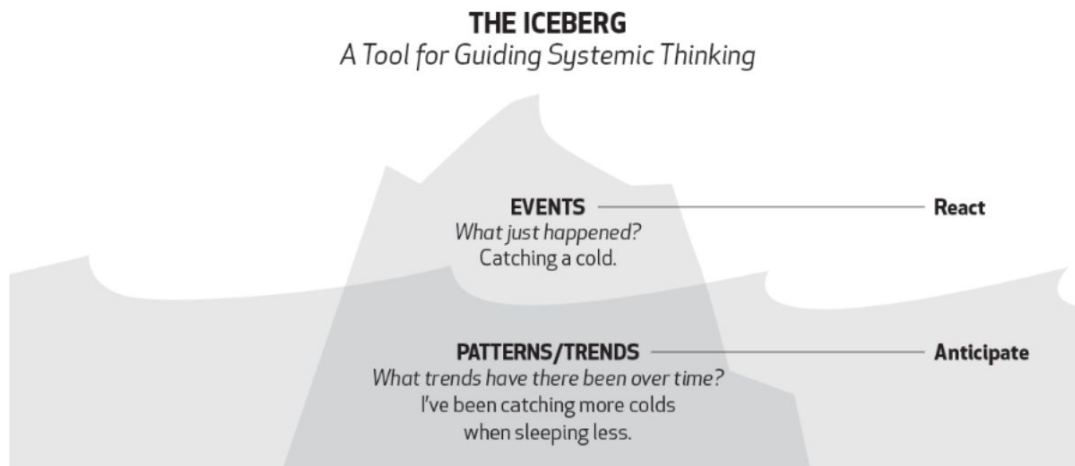 THE ICEBERG
A Tool for Guiding Systemic Thinking
EVENTS
React
What just happened?
Catching a cold.
PATTERNS/TRENDS
Anticipate
What trends have there been over time?
I've been catching more colds
when sleeping less.